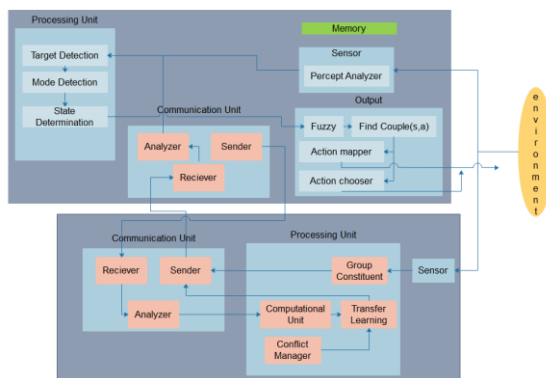 Processing Unit
Target Detection
Mode Detection
State
Determination
Memory
Sensor
Percept Analyzer
Output
Fuzzy
Find Couple(s,a)
Action mapper
Action chooser
Communication Unit
Analyzer
Sender
Reciever
environment
Communication Unit
Reciever
Sender
Analyzer
Processing Unit
Group
Constituent
Computational
Unit
Transfer
Learning
Conflict
Manager
Sensor